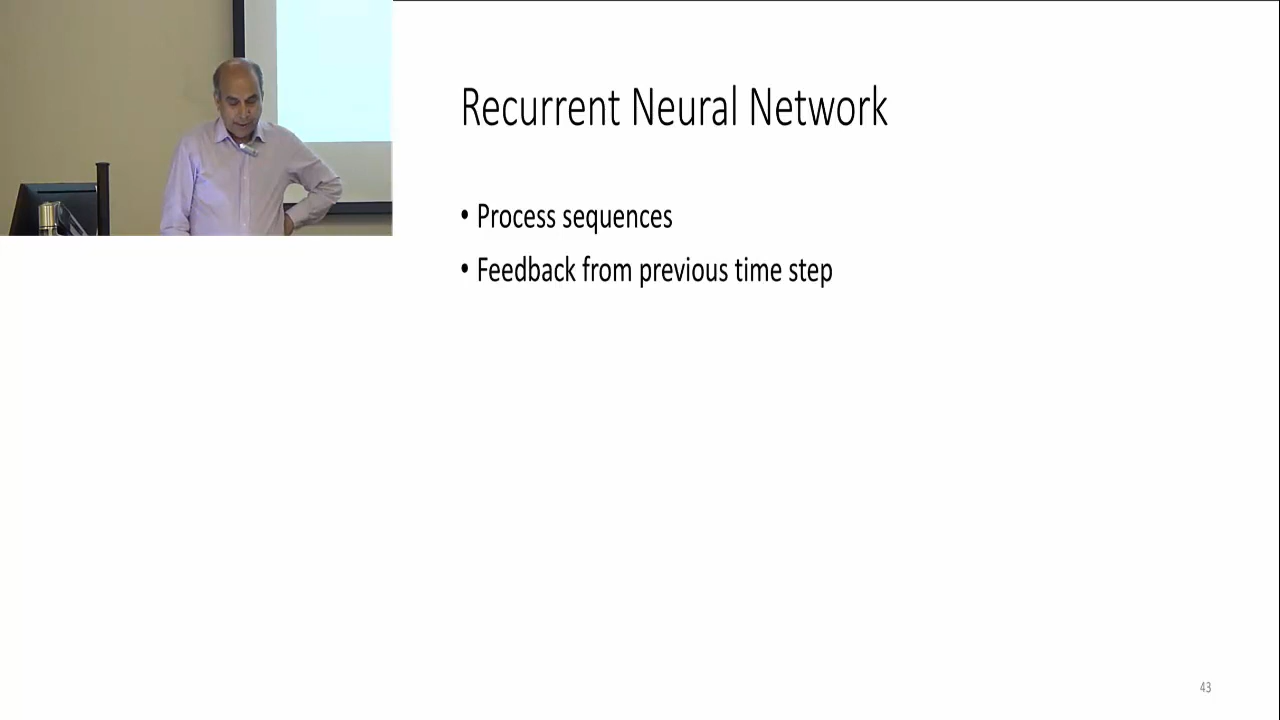 Recurrent Neural Network
• Process sequences
• Feedback from previous time step
43